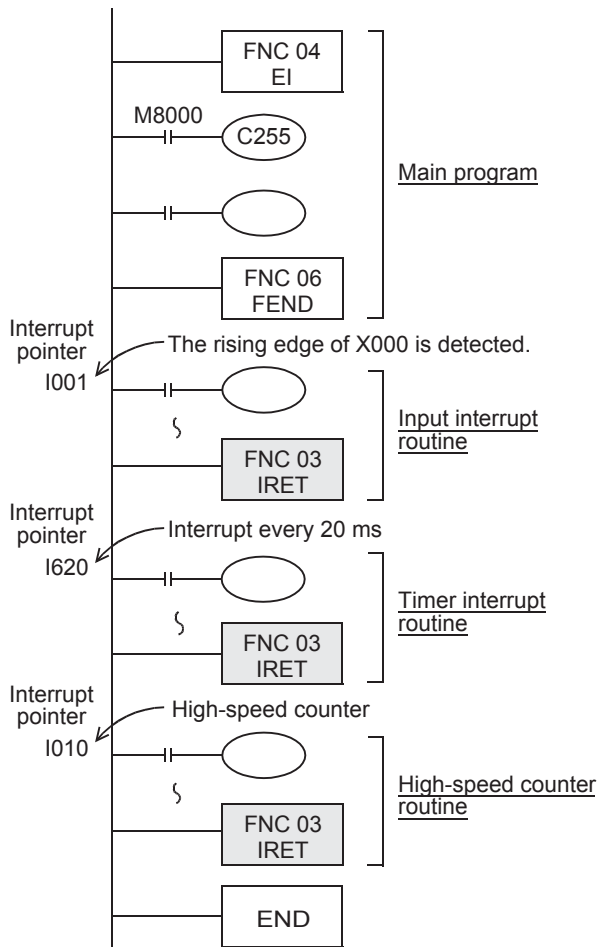 FNC 04
EI
M8000
C255
Main program
FNC 06
FEND
Interrupt
pointer
I001
The rising edge of X000 is detected.
Input interrupt
routine
FNC 03
IRET
Interrupt
pointer
I620
Interrupt every 20 ms
Timer interrupt
routine
FNC 03
IRET
Interrupt
pointer
I010
High-speed counter
High-speed counter
routine
FNC 03
IRET
END